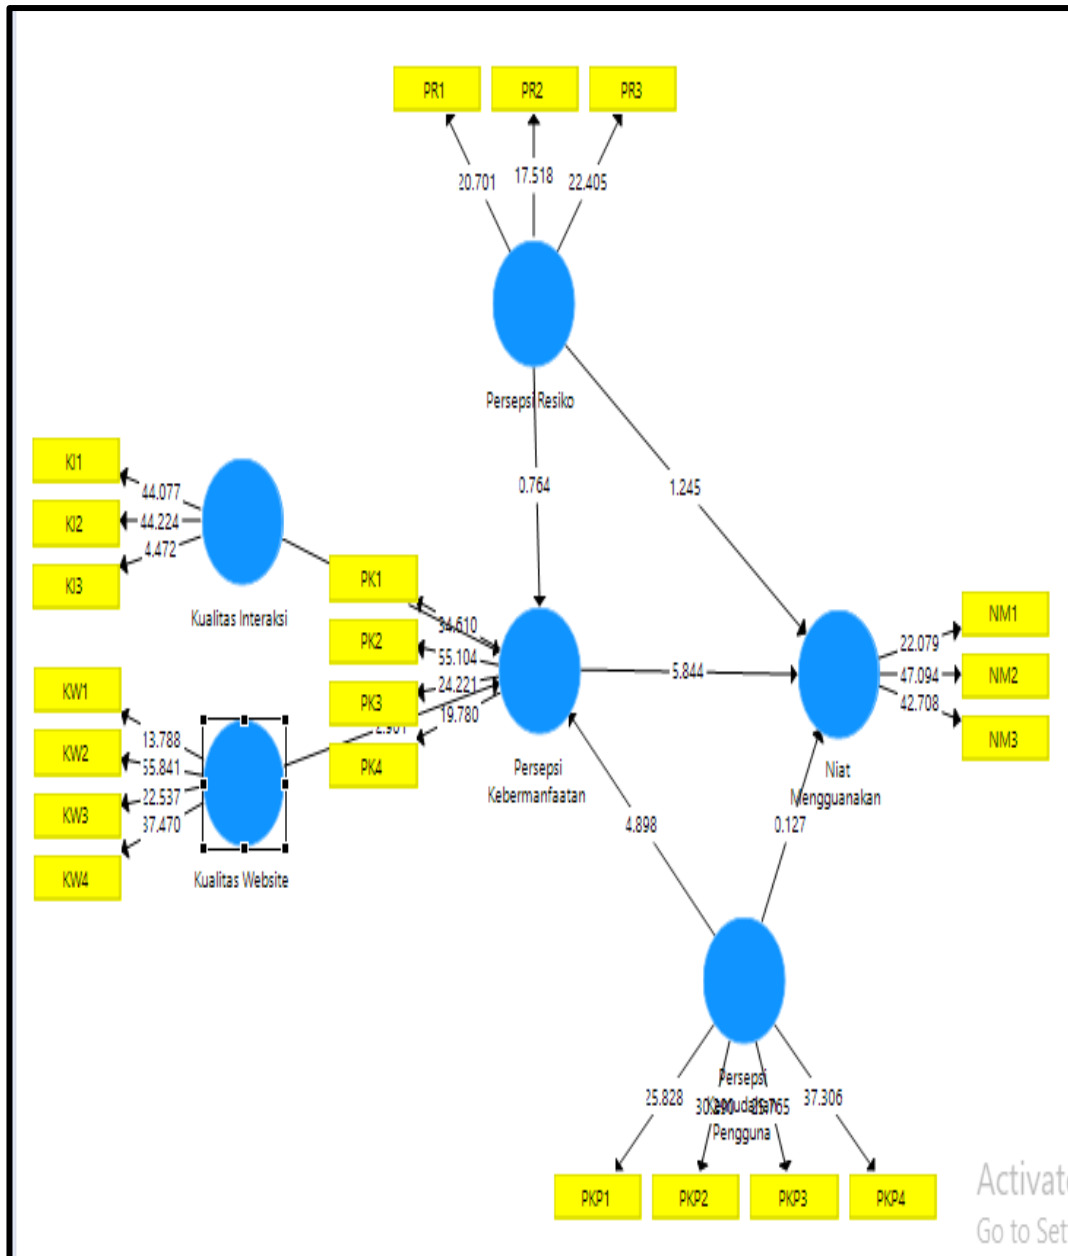 PR1 PR2 PR3
20.701 17.518 22.405
Persepsi Resiko
0.764 1.245
KI1
KI2
KI3
44.077
44.224
4.472
Kualitas Interaksi
PK1
PK2
PK3
PK4
34.610
55.104
24.221
19.780
5.844
NM1
NM2
NM3
22.079
47.094
42.708
KW1
KW2
KW3
KW4
13.788
22.537
37.470
Kualitas Website
Persepsi
Kebermanfaatan
Niat
Mengguanakan
4.898 0.127
Persepsi
Pengguna
25.828 37.306
PKP1 PKP2 PKP3 PKP4
Activate
Go to Set